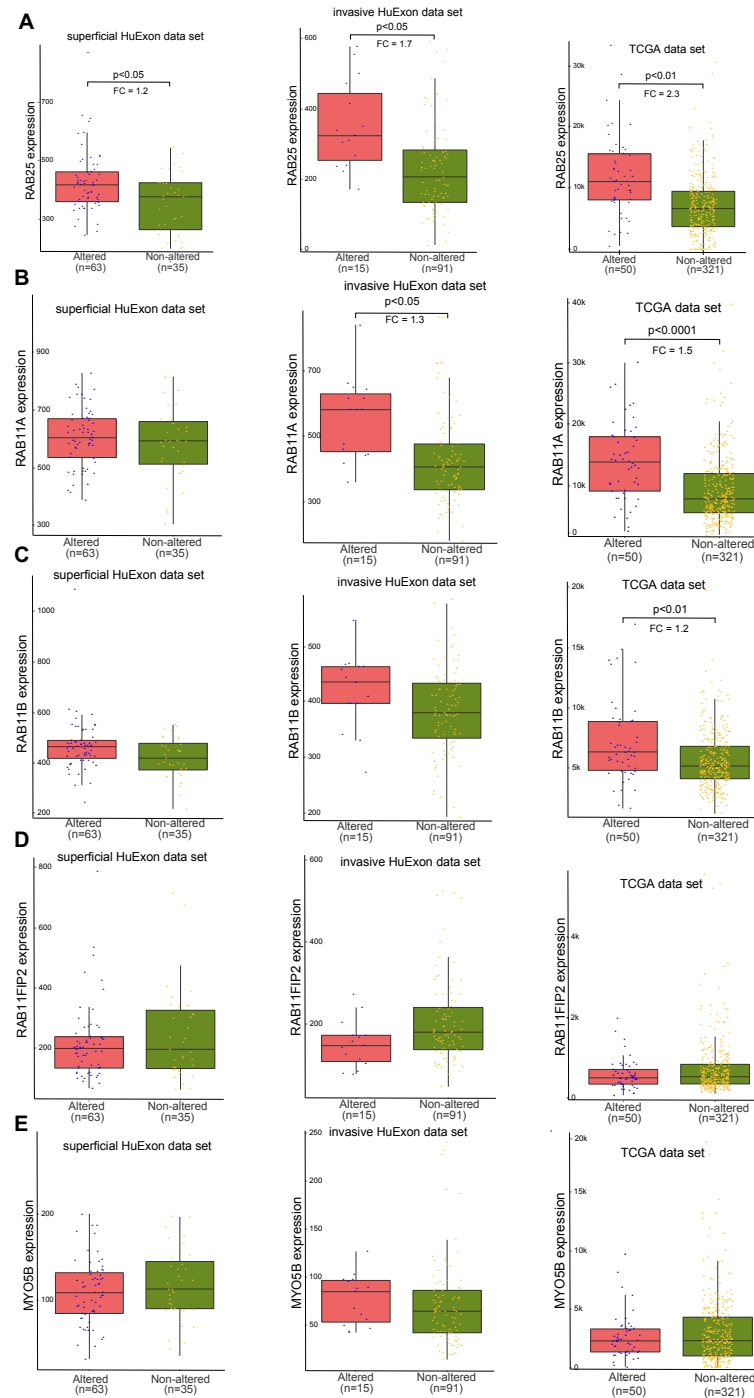 A
superficial HuExon data set
p<0.05
FC = 1.2
RAB25 expression
700
500
300
Altered
(n=63)
Non-altered
(n=35)
invasive HuExon data set
p<0.05
FC = 1.7
RAB25 expression
600
400
200
0
Altered
(n=15)
Non-altered
(n=91)
TCGA data set
p<0.01
FC = 2.3
RAB25 expression
30k
20k
10k
0
Altered
(n=50)
Non-altered
(n=321)
B
superficial HuExon data set
RAB11A expression
900
700
500
300
Altered
(n=63)
Non-altered
(n=35)
invasive HuExon data set
p<0.05
FC = 1.3
RAB11A expression
900
700
500
300
Altered
(n=15)
Non-altered
(n=91)
TCGA data set
p<0.0001
FC = 1.5
RAB11A expression
40k
30k
20k
10k
0
Altered
(n=50)
Non-altered
(n=321)
C
superficial HuExon data set
RAB11B expression
1000
800
600
400
200
Altered
(n=63)
Non-altered
(n=35)
invasive HuExon data set
RAB11B expression
500
400
300
200
Altered
(n=15)
Non-altered
(n=91)
TCGA data set
p<0.01
FC = 1.2
RAB11B expression
20k
15k
10k
5k
Altered
(n=50)
Non-altered
(n=321)
D
superficial HuExon data set
RAB11FIP2 expression
800
600
400
200
Altered
(n=63)
Non-altered
(n=35)
invasive HuExon data set
RAB11FIP2 expression
600
400
200
Altered
(n=15)
Non-altered
(n=91)
TCGA data set
RAB11FIP2 expression
4k
2k
0
Altered
(n=50)
Non-altered
(n=321)
E
superficial HuExon data set
MYO5B expression
200
100
Altered
(n=63)
Non-altered
(n=35)
invasive HuExon data set
MYO5B expression
250
200
150
100
50
Altered
(n=15)
Non-altered
(n=91)
TCGA data set
MYO5B expression
20k
15k
10k
5k
0
Altered
(n=50)
Non-altered
(n=321)